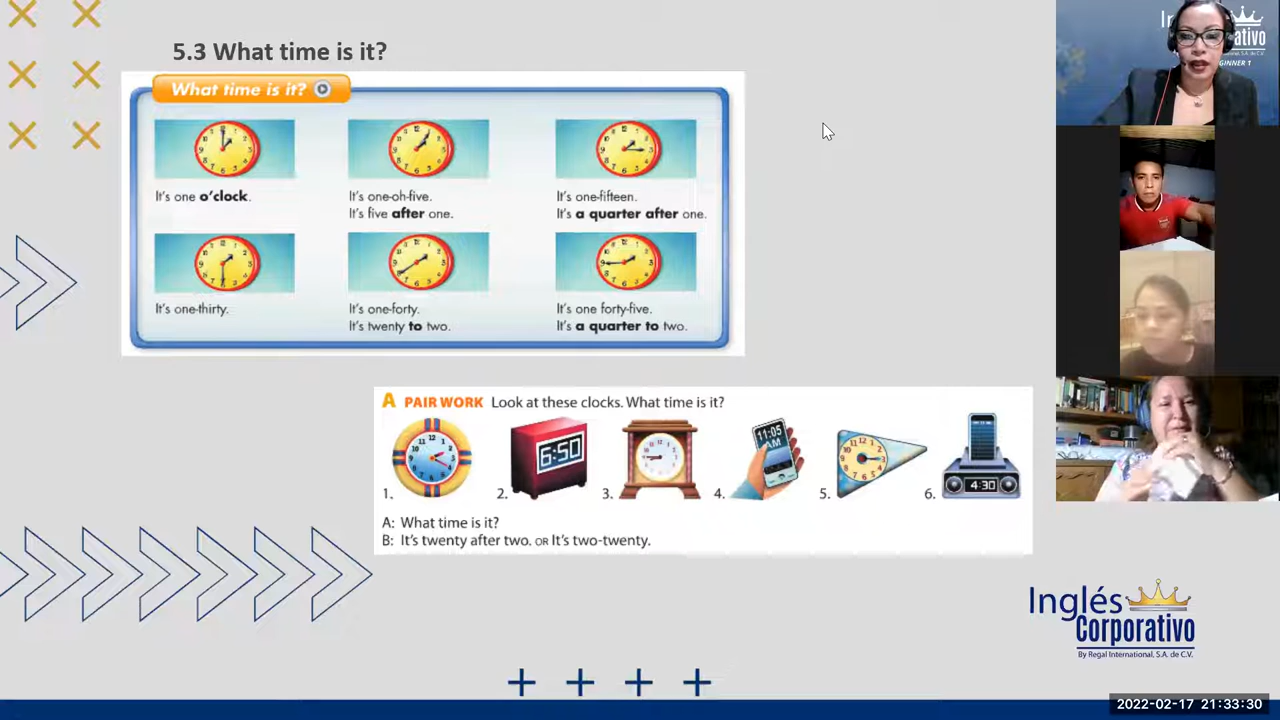 5.3 What time is it?
What time is it?
It's one o'clock.
It's one-oh-five.
It's five after one.
It's one-fifteen.
It's a quarter after one.
It's one-thirty.
It's one-forty.
It's twenty to two.
It's one forty-five.
It's a quarter to two.
A PAIR WORK Look at these clocks. What time is it?
1.
2. 6:50
3.
4. 11:05 AM
5.
6. 4:30
A: What time is it?
B: It's twenty after two. OR It's two-twenty.
Inglés
Corporativo
By Regal International, S.A. de C.V.
2022-02-17 21:33:30